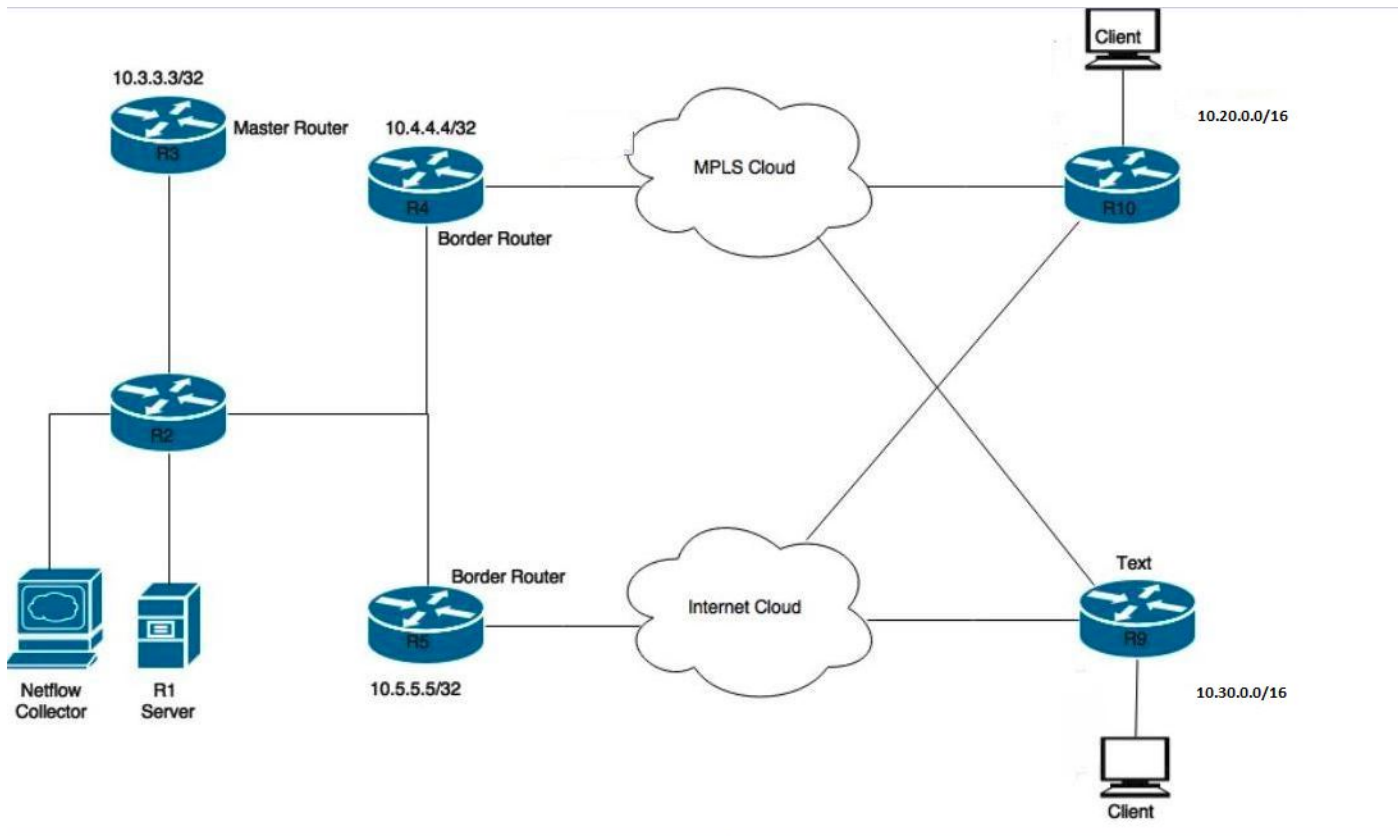 Client
10.3.3.3/32
10.20.0.0/16
Master Router
10.4.4.4/32
R3
MPLS Cloud
R4
R10
Border Router
R2
Text
Border Router
Internet Cloud
R5
R9
Netflow
Collector
R1
Server
10.5.5.5/32
10.30.0.0/16
Client